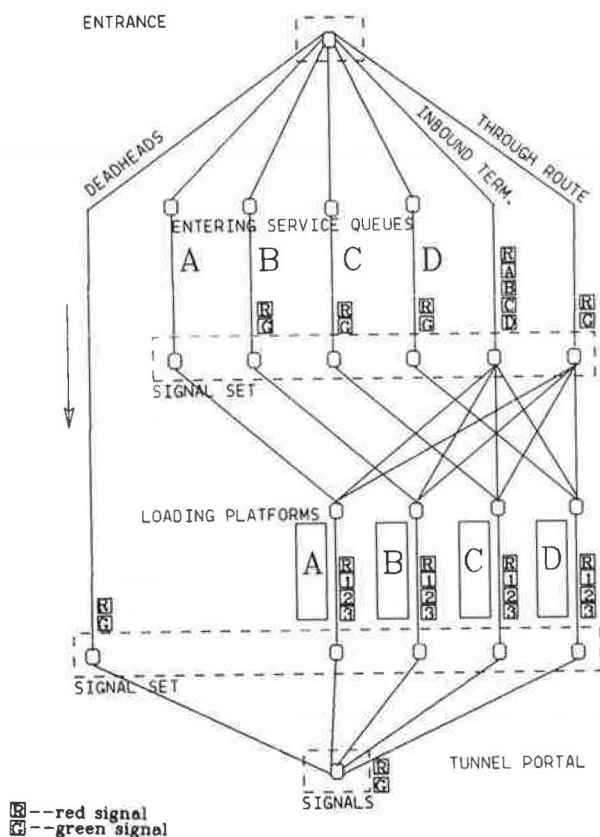 ENTRANCE
DEADHEADS
INBOUND TERM.
THROUGH ROUTE
ENTERING SERVICE QUEUES
A
B
C
D
R
G
R
G
R
G
R
A
B
C
D
R
G
SIGNAL SET
LOADING PLATFORMS
A
B
C
D
R
1
2
3
R
1
2
3
R
1
2
3
R
1
2
3
R
G
SIGNAL SET
R
G
TUNNEL PORTAL
SIGNALS
R --red signal
G --green signal